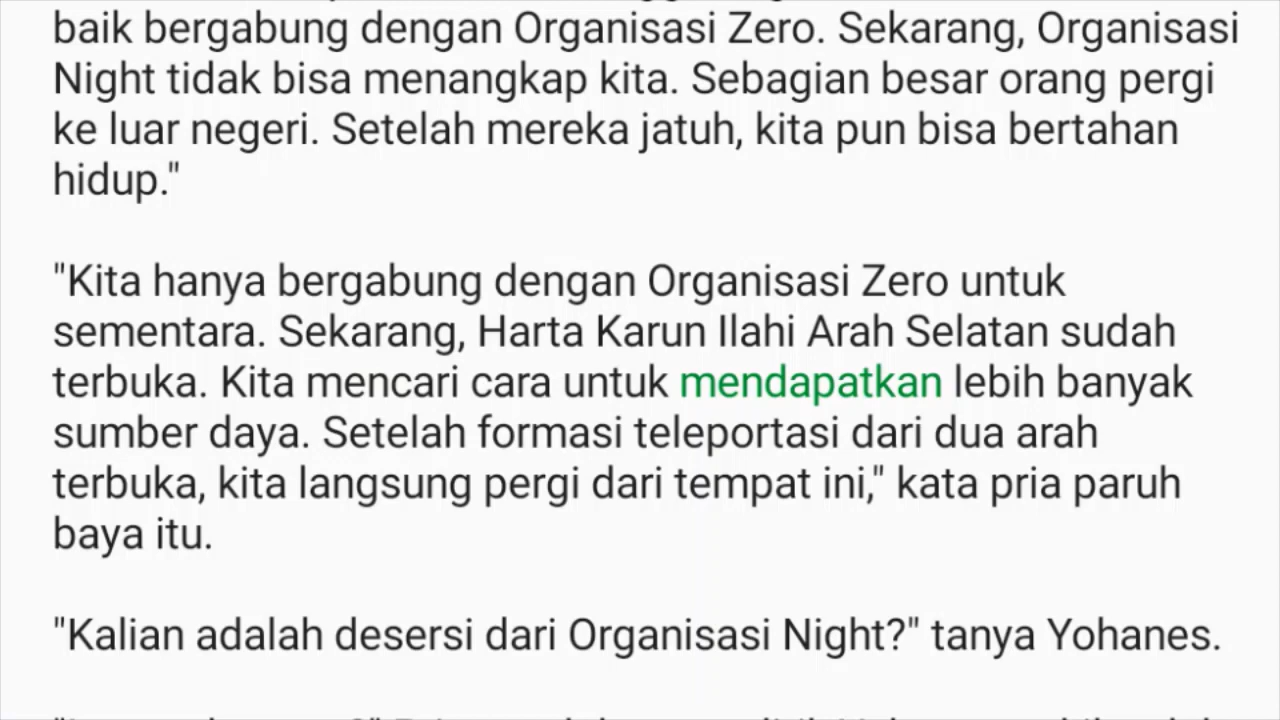 baik bergabung dengan Organisasi Zero. Sekarang, Organisasi
Night tidak bisa menangkap kita. Sebagian besar orang pergi
ke luar negeri. Setelah mereka jatuh, kita pun bisa bertahan
hidup."
"Kita hanya bergabung dengan Organisasi Zero untuk
sementara. Sekarang, Harta Karun Ilahi Arah Selatan sudah
terbuka. Kita mencari cara untuk mendapatkan lebih banyak
sumber daya. Setelah formasi teleportasi dari dua arah
terbuka, kita langsung pergi dari tempat ini," kata pria paruh
baya itu.
"Kalian adalah desersi dari Organisasi Night?" tanya Yohanes.